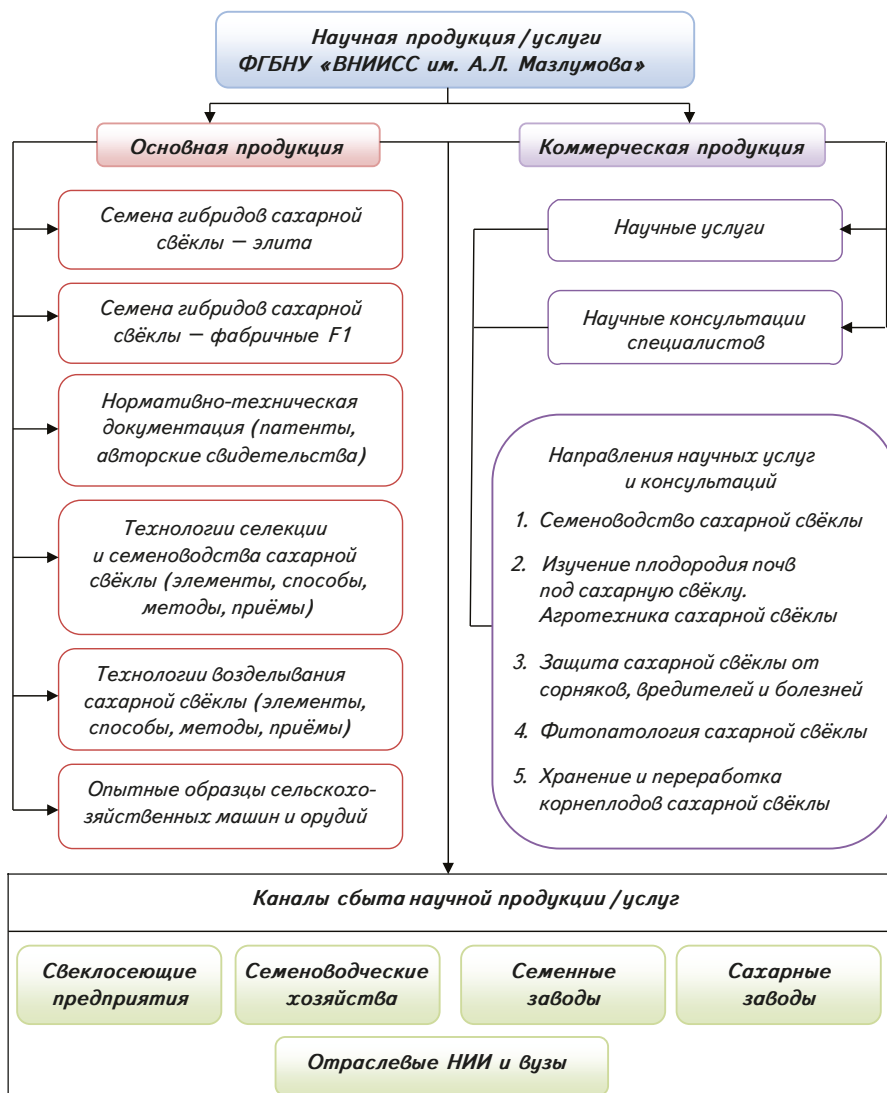 Научная продукция / услуги
ФГБНУ «ВНИИСС им. А.Л. Мазлумова»
Основная продукция
Семена гибридов сахарной
свёклы – элита
Семена гибридов сахарной
свёклы – фабричные F1
Нормативно-техническая
документация (патенты,
авторские свидетельства)
Технологии селекции
и семеноводства сахарной
свёклы (элементы, способы,
методы, приёмы)
Технологии возделывания
сахарной свёклы (элементы,
способы, методы, приёмы)
Опытные образцы сельскохо-
зяйственных машин и орудий
Коммерческая продукция
Научные услуги
Научные консультации
специалистов
Направления научных услуг
и консультаций
1. Семеноводство сахарной свёклы
2. Изучение плодородия почв
под сахарную свёклу.
Агротехника сахарной свёклы
3. Защита сахарной свёклы от
сорняков, вредителей и болезней
4. Фитопатология сахарной свёклы
5. Хранение и переработка
корнеплодов сахарной свёклы
Каналы сбыта научной продукции / услуг
Свеклосеющие
предприятия
Семеноводческие
хозяйства
Семенные
заводы
Сахарные
заводы
Отраслевые НИИ и вузы